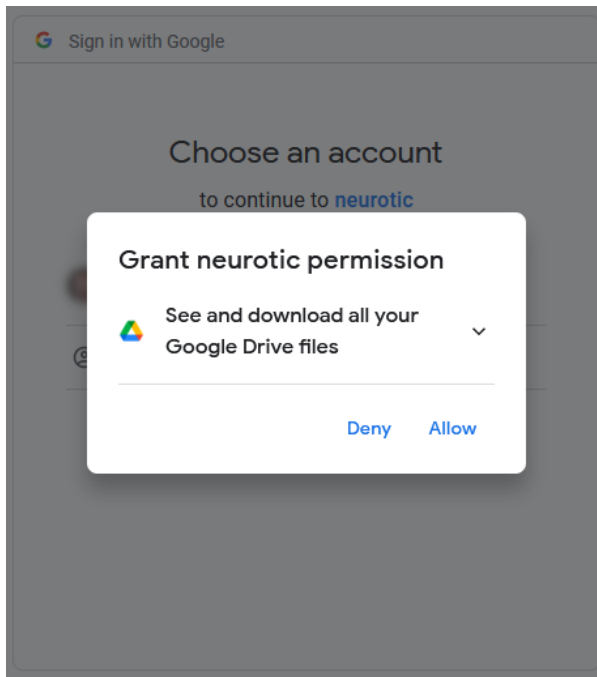 Sign in with Google
Choose an account
to continue to neurotic
Grant neurotic permission
See and download all your
Google Drive files
Deny Allow